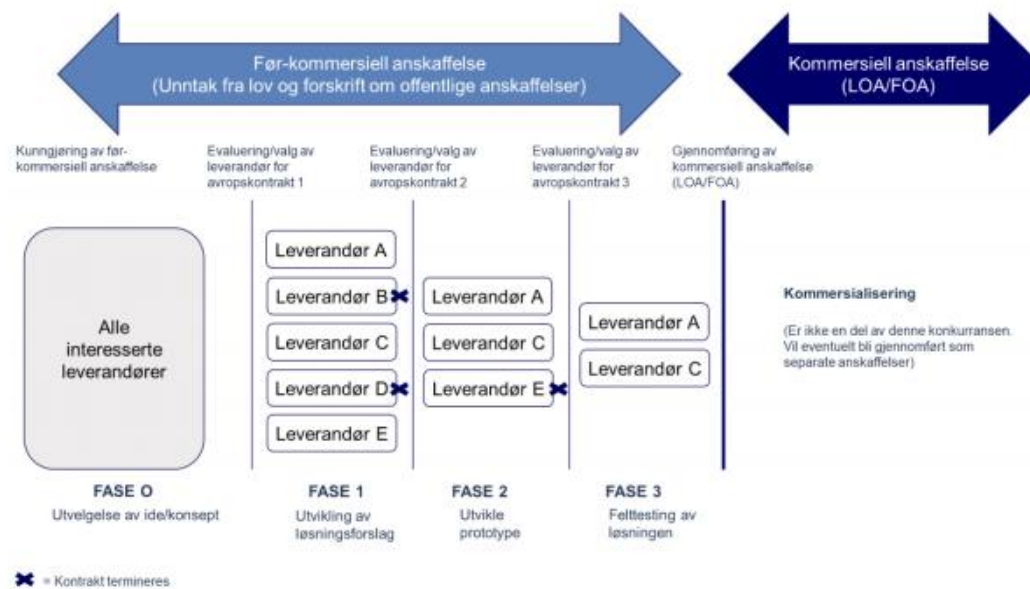 Før-kommersiell anskaffelse
(Unntak fra lov og forskrift om offentlige anskaffelser)
Kommersiell anskaffelse
(LOA/FOA)
Kunngjøring av før-
kommersiell anskaffelse
Evaluering/valg av
leverandør for
avropskontrakt 1
Evaluering/valg av
leverandør for
avropskontrakt 2
Evaluering/valg av
leverandør for
avropskontrakt 3
Gjennomføring av
kommersiell anskaffelse
(LOA/FOA)
Alle
interesserte
leverandører
Leverandør A
Leverandør B
Leverandør C
Leverandør D
Leverandør E
Leverandør A
Leverandør C
Leverandør E
Leverandør A
Leverandør C
Kommersialisering
(Er ikke en del av denne konkurransen.
Vil eventuelt bli gjennomført som
separate anskaffelser)
FASE O
Utvelgelse av ide/konsept
FASE 1
Utvikling av
løsningsforslag
FASE 2
Utvikle
prototype
FASE 3
Felttesting av
løsningen
= Kontrakt termineres